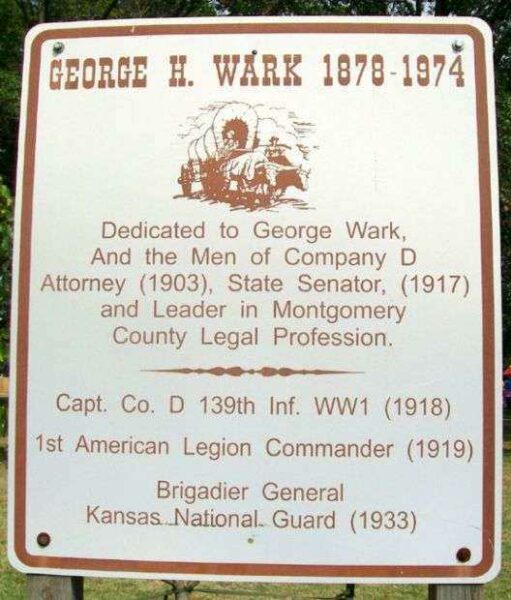 GEORGE H. WARK 1878-1974
Dedicated to George Wark,
And the Men of Company D
Attorney (1903), State Senator, (1917)
and Leader in Montgomery
County Legal Profession.
Capt. Co. D 139th Inf. WW1 (1918)
1st American Legion Commander (1919)
Brigadier General
Kansas National Guard (1933)